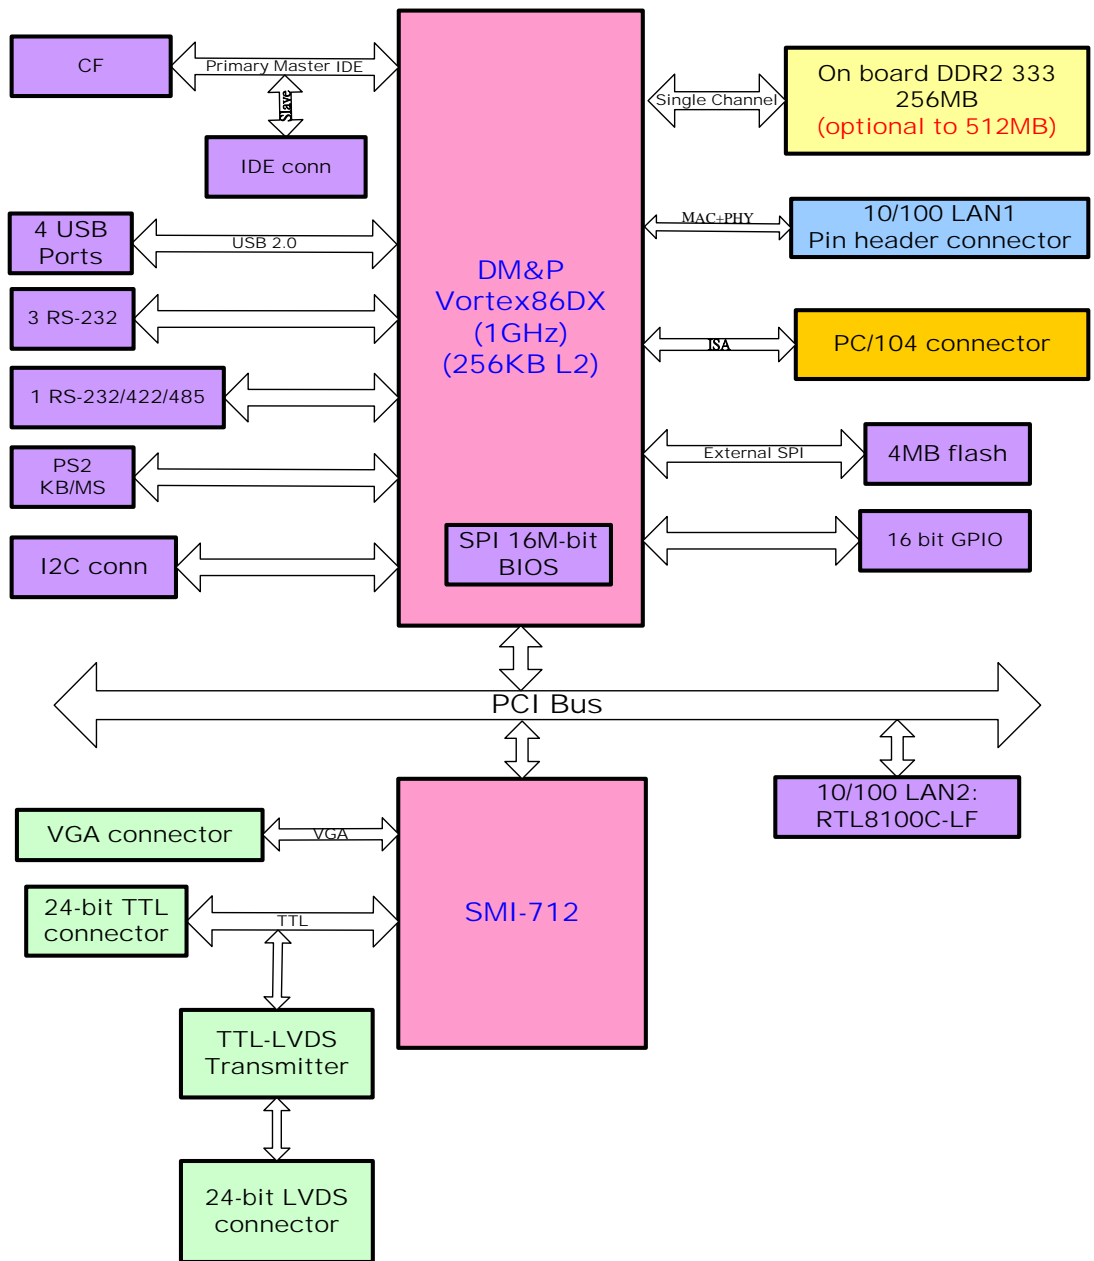 CF
Primary Master IDE
Slave
IDE conn
4 USB
Ports
USB 2.0
3 RS-232
1 RS-232/422/485
PS2
KB/MS
I2C conn
DM&P
Vortex86DX
(1GHz)
(256KB L2)
SPI 16M-bit
BIOS
Single Channel
On board DDR2 333
256MB
(optional to 512MB)
MAC+PHY
10/100 LAN1
Pin header connector
ISA
PC/104 connector
External SPI
4MB flash
16 bit GPIO
PCI Bus
10/100 LAN2:
RTL8100C-LF
VGA connector
VGA
24-bit TTL
connector
TTL
SMI-712
TTL-LVDS
Transmitter
24-bit LVDS
connector